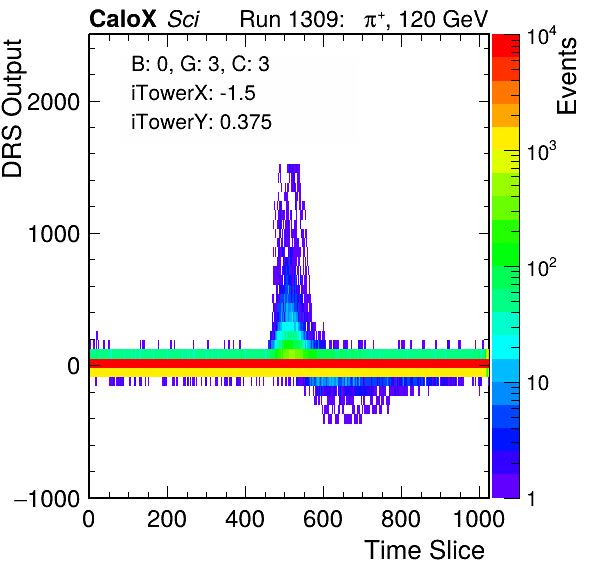 CaloX Sci Run 1309: π⁺, 120 GeV
B: 0, G: 3, C: 3
iTowerX: -1.5
iTowerY: 0.375
DRS Output
2000
1000
0
−1000
0 200 400 600 800 1000
Time Slice
Events
10⁴
10³
10²
10
1